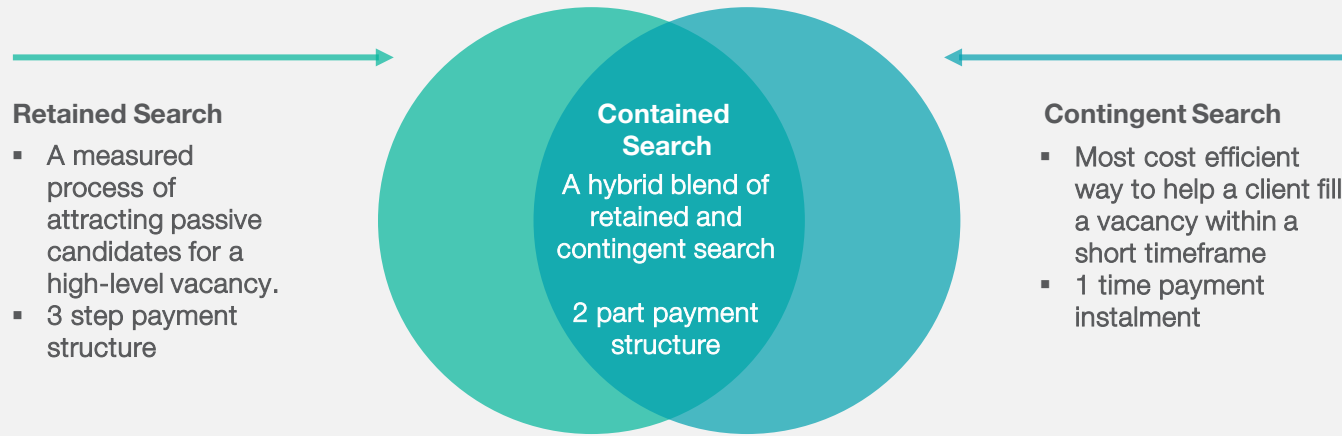 Retained Search
▪ A measured
process of
attracting passive
candidates for a
high-level vacancy.
▪ 3 step payment
structure
Contained
Search
A hybrid blend of
retained and
contingent search
2 part payment
structure
Contingent Search
▪ Most cost efficient
way to help a client fill
a vacancy within a
short timeframe
▪ 1 time payment
instalment